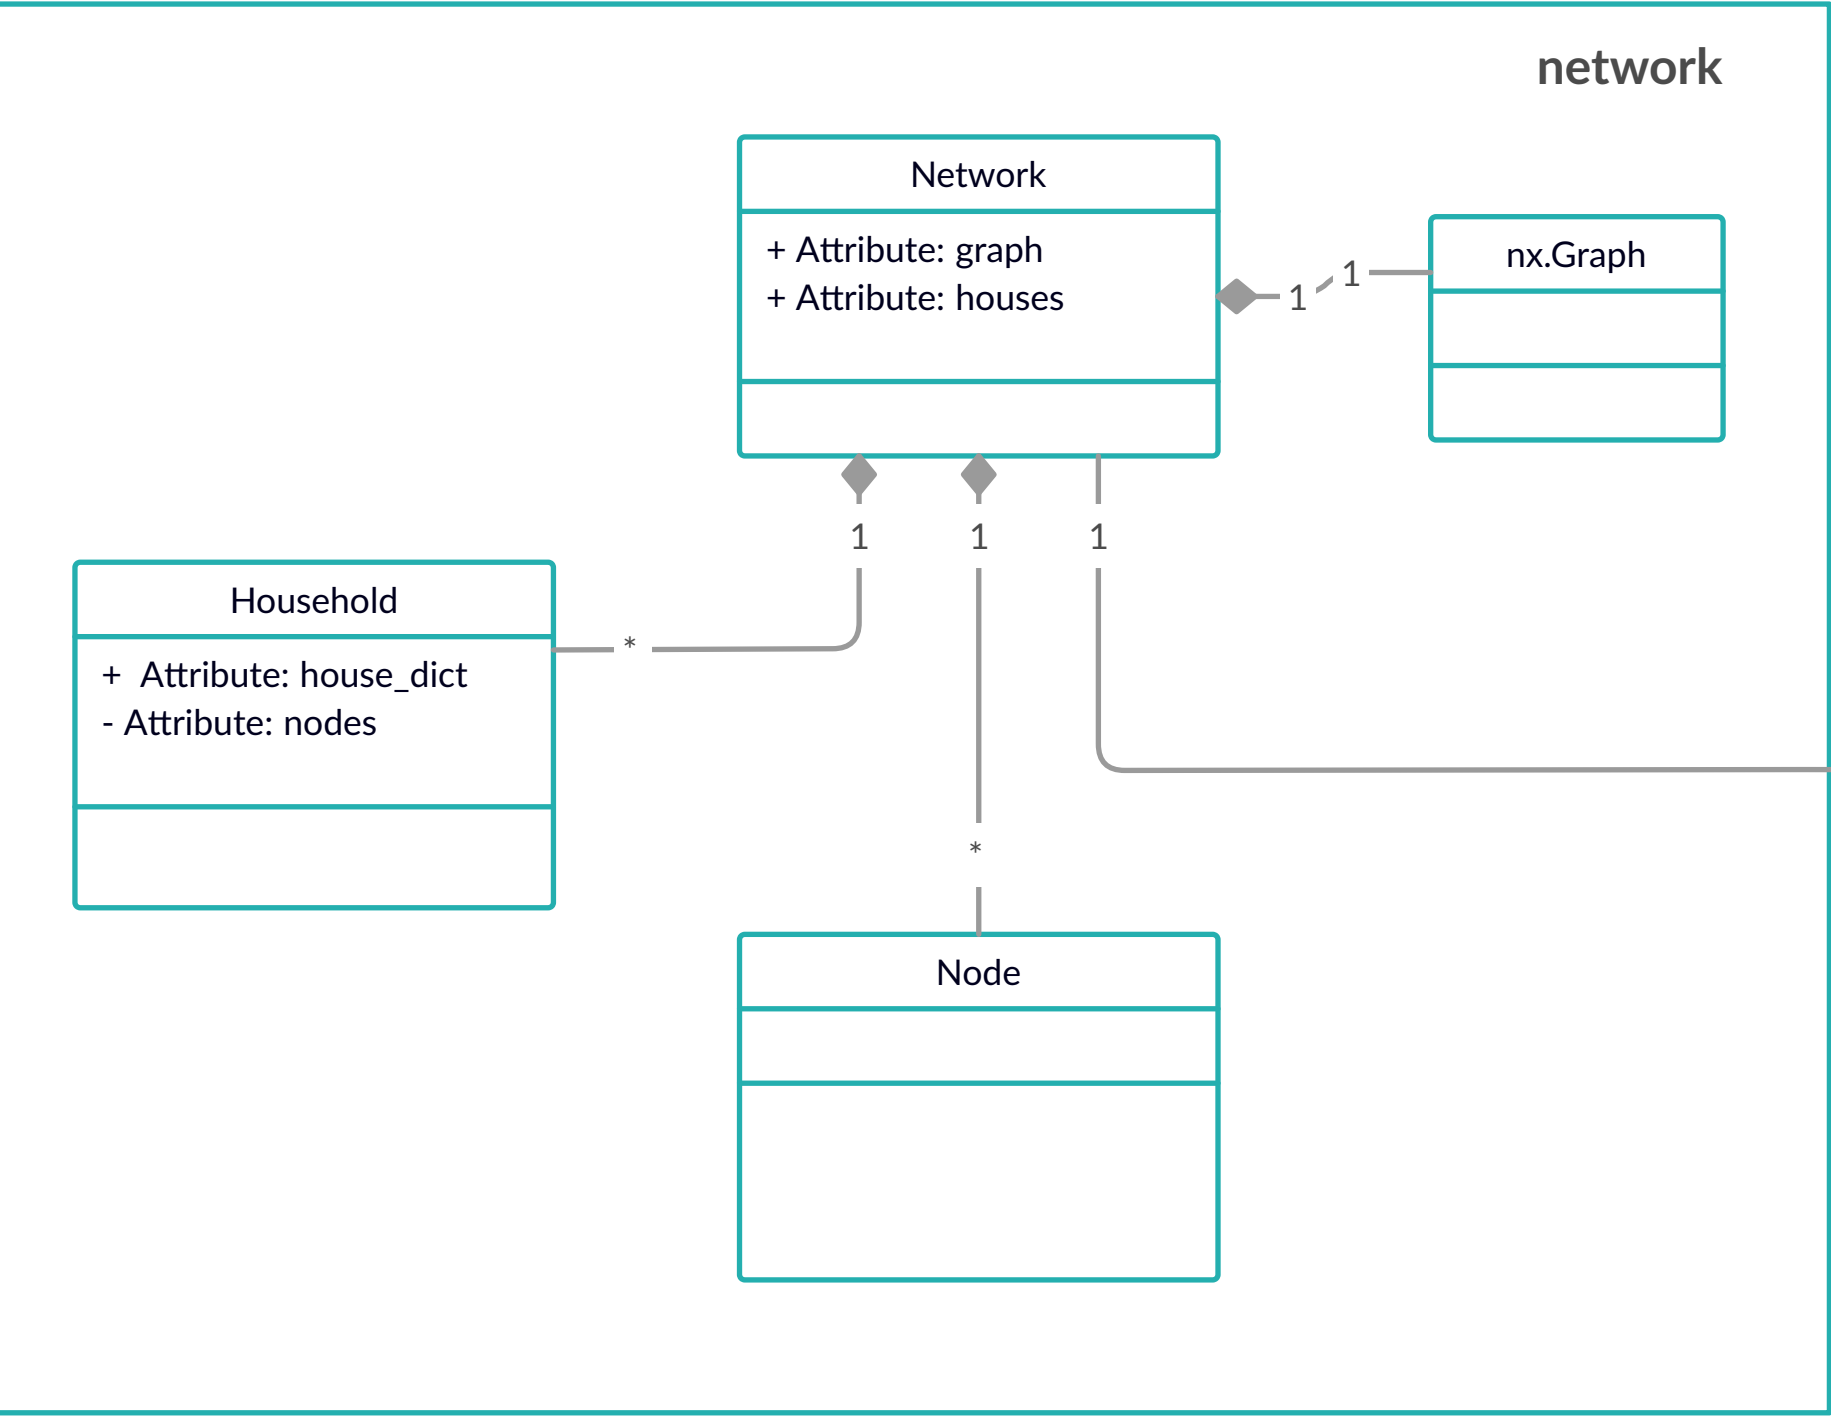 network
Network
+ Attribute: graph
+ Attribute: houses
nx.Graph
1
1
1
1
1
Household
+  Attribute: house_dict
- Attribute: nodes
*
*
Node